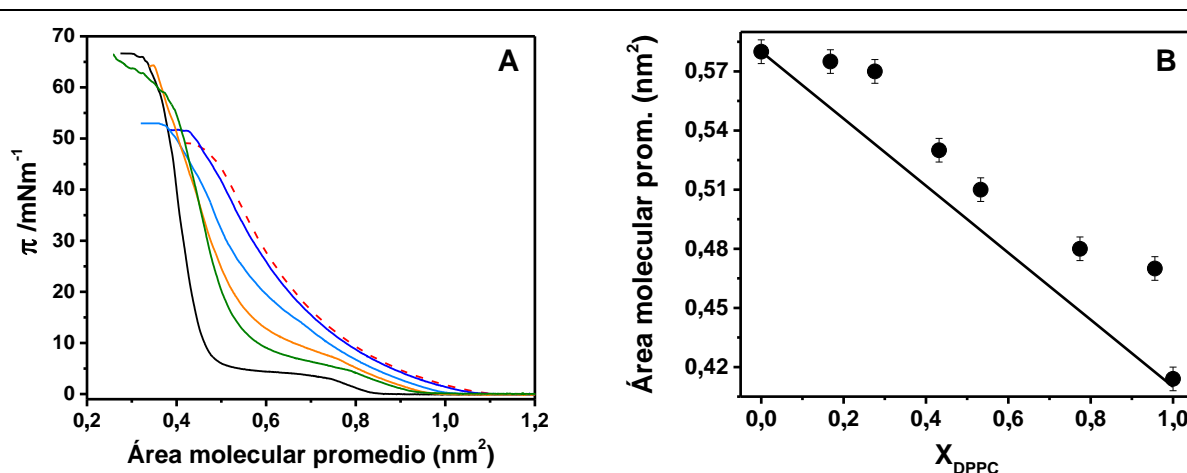 A
70
60
50
40
30
20
10
0
π /mNm⁻¹
0,2 0,4 0,6 0,8 1,0 1,2
Área molecular promedio (nm²)
B
0,57
0,54
0,51
0,48
0,45
0,42
Área molecular prom. (nm²)
0,0 0,2 0,4 0,6 0,8 1,0
X_DPPC